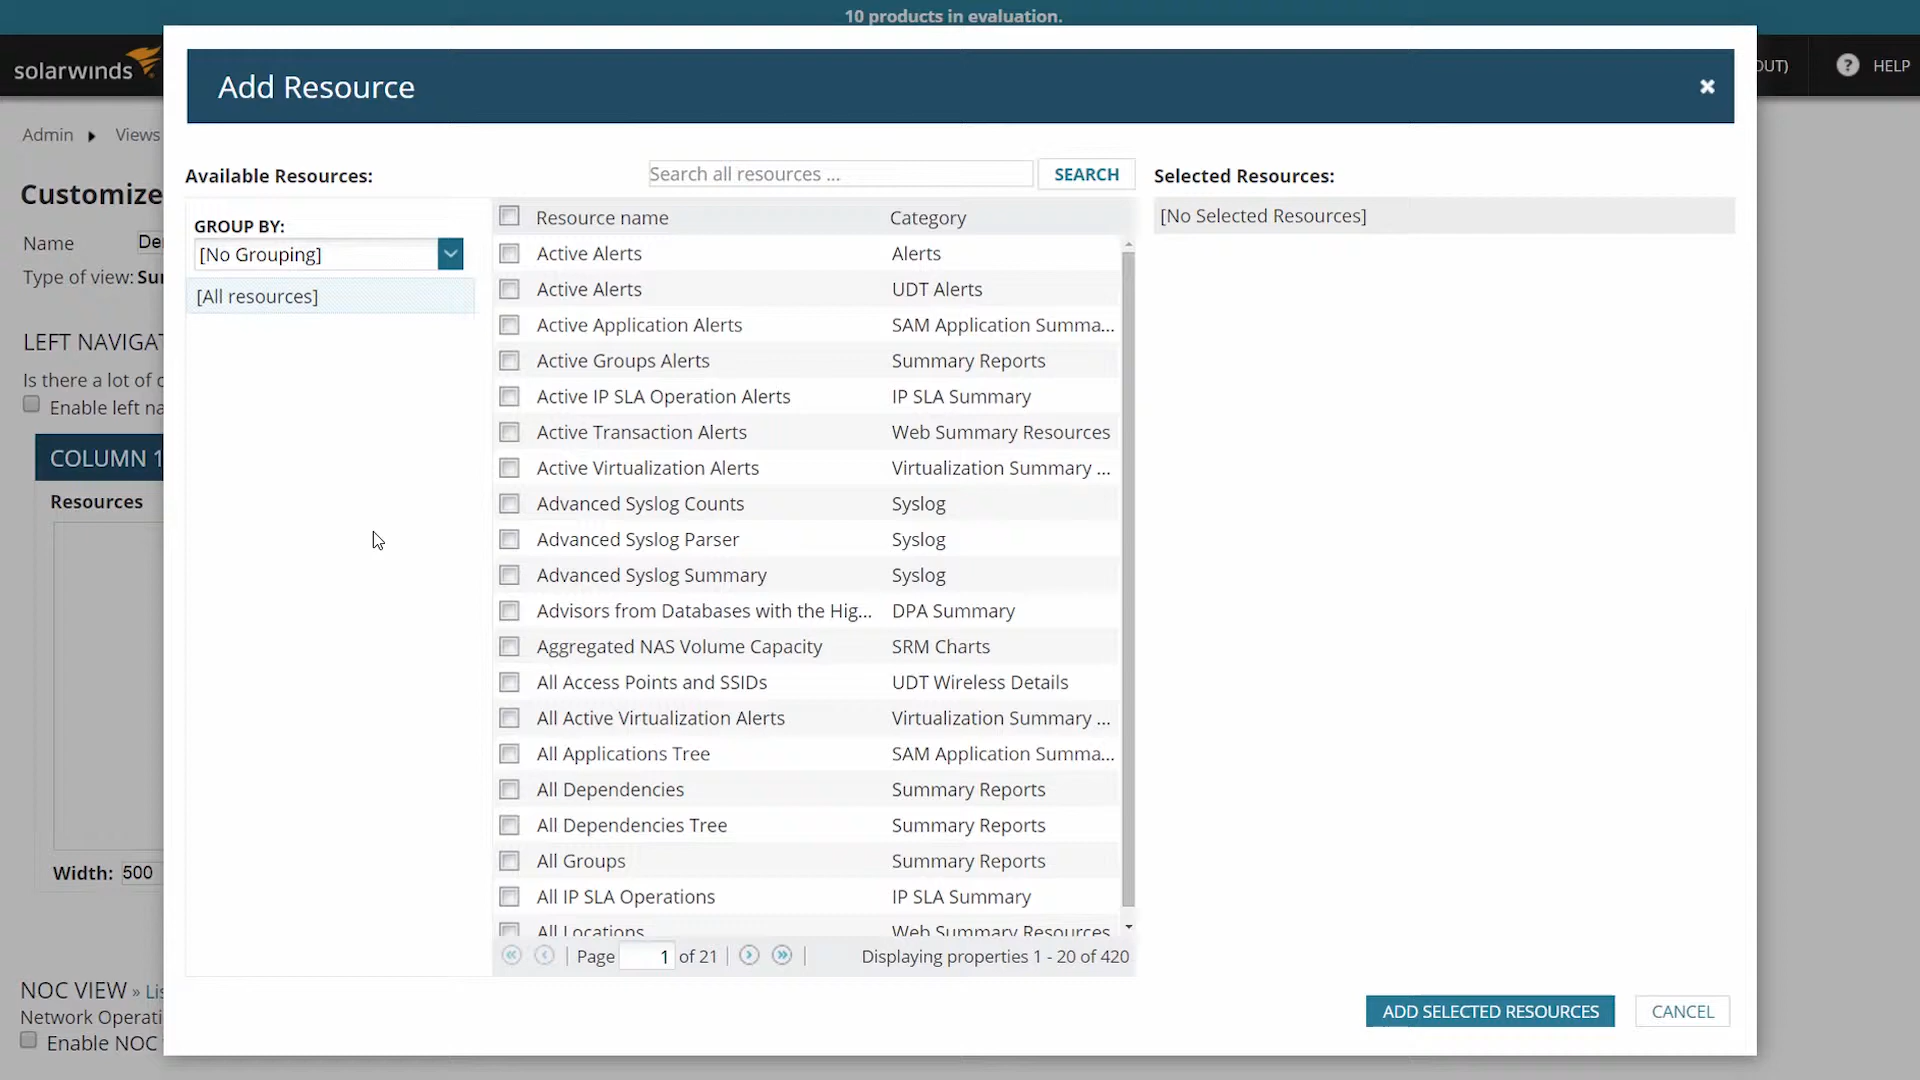 10 products in evaluation.
solarwinds
OUT)
? HELP
Add Resource
Admin
Views
Customize
Name
De
Type of view: Su
LEFT NAVIGAT
Is there a lot of
Enable left na
COLUMN 1
Resources
Width: 500
NOC VIEW » Li
Network Operati
Enable NOC
Available Resources:
Search all resources ...
SEARCH
Selected Resources:
GROUP BY:
[No Grouping]
[All resources]
Resource name Category
[No Selected Resources]
Active Alerts Alerts
Active Alerts UDT Alerts
Active Application Alerts SAM Application Summa...
Active Groups Alerts Summary Reports
Active IP SLA Operation Alerts IP SLA Summary
Active Transaction Alerts Web Summary Resources
Active Virtualization Alerts Virtualization Summary ...
Advanced Syslog Counts Syslog
Advanced Syslog Parser Syslog
Advanced Syslog Summary Syslog
Advisors from Databases with the Hig... DPA Summary
Aggregated NAS Volume Capacity SRM Charts
All Access Points and SSIDs UDT Wireless Details
All Active Virtualization Alerts Virtualization Summary ...
All Applications Tree SAM Application Summa...
All Dependencies Summary Reports
All Dependencies Tree Summary Reports
All Groups Summary Reports
All IP SLA Operations IP SLA Summary
All Locations Web Summary Resources
Page 1 of 21 Displaying properties 1 - 20 of 420
ADD SELECTED RESOURCES
CANCEL